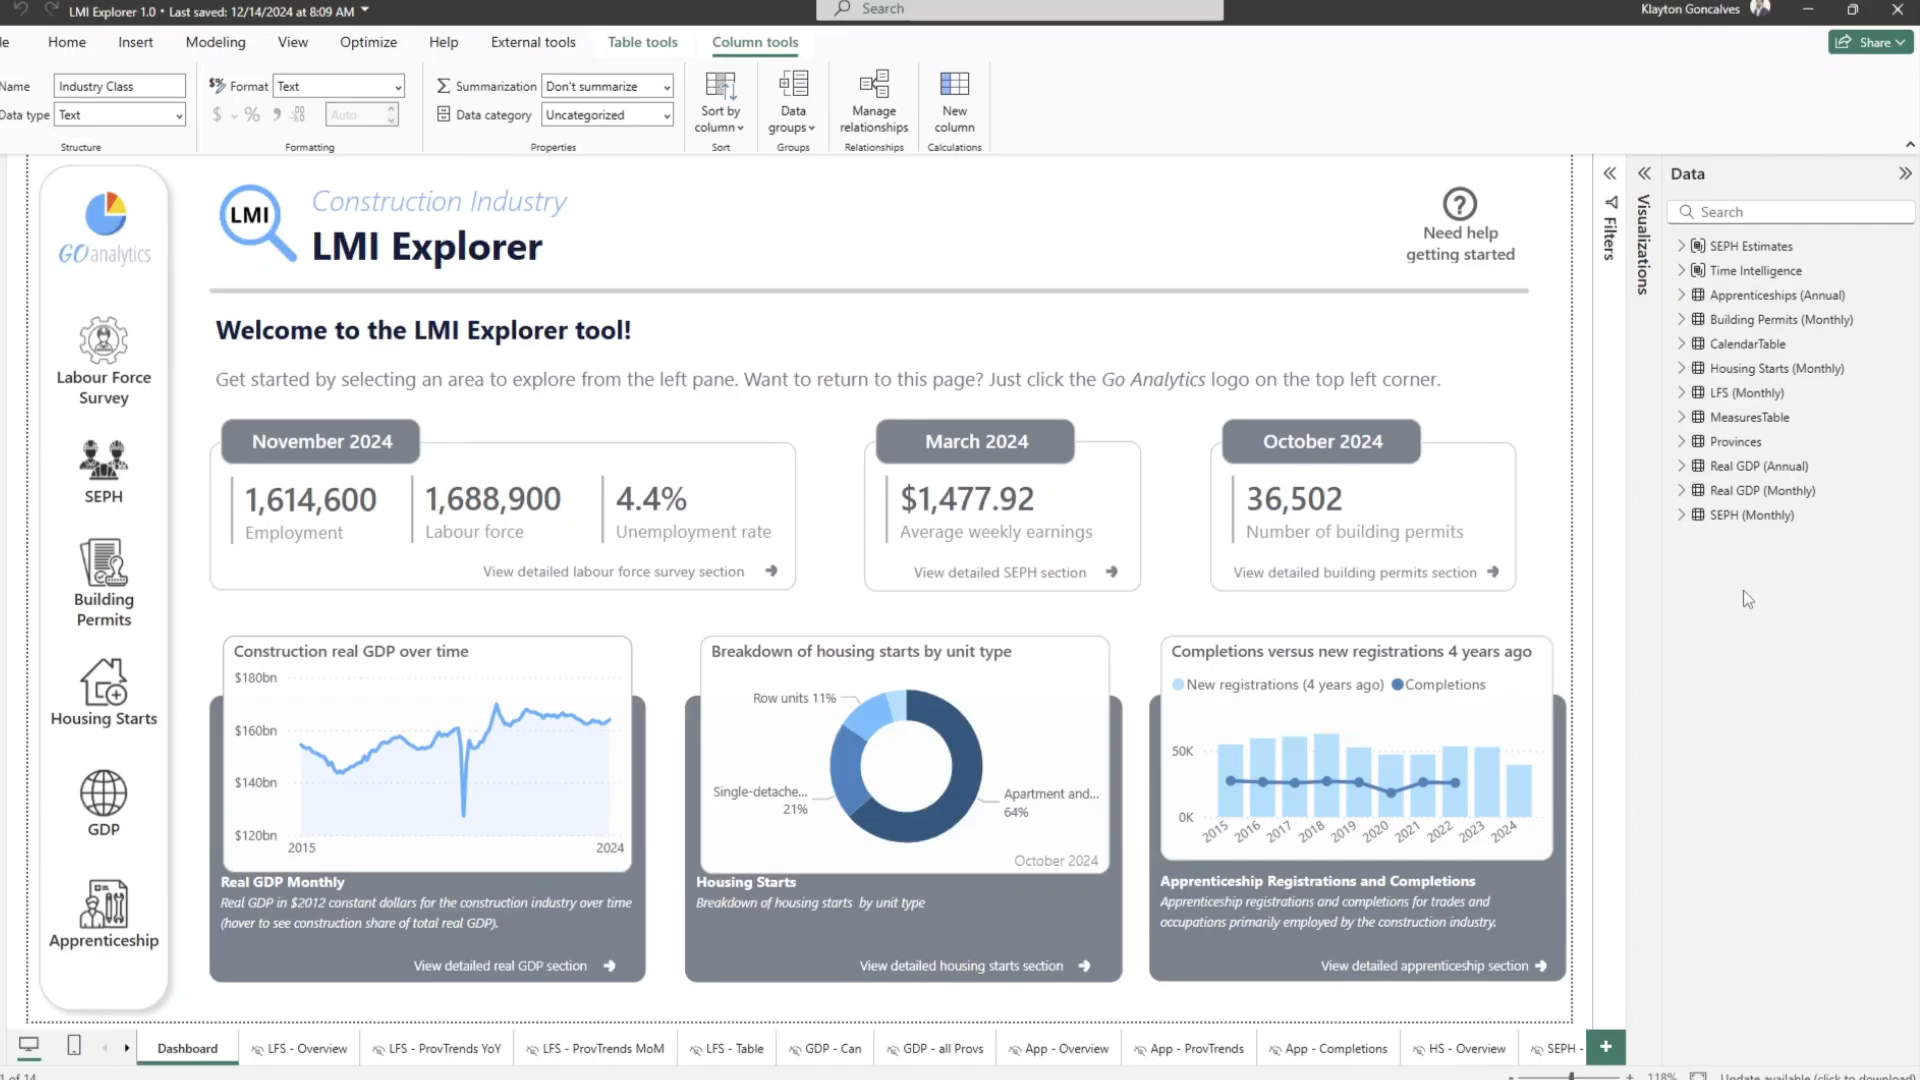 LMI Explorer 1.0 • Last saved: 12/14/2024 at 8:09 AM
Search
Klayton Goncalves
Home Insert Modeling View Optimize Help External tools Table tools Column tools
Share
Name Industry Class
Data type Text
Structure
Format Text
$ % Auto
Formatting
Summarization Don't summarize
Data category Uncategorized
Properties
Sort by
column
Sort
Data
groups
Groups
Manage
relationships
Relationships
New
column
Calculations
GO analytics
Labour Force
Survey
SEPH
Building
Permits
Housing Starts
GDP
Apprenticeship
LMI
Construction Industry
LMI Explorer
Need help
getting started
Welcome to the LMI Explorer tool!
Get started by selecting an area to explore from the left pane. Want to return to this page? Just click the Go Analytics logo on the top left corner.
November 2024
1,614,600
Employment
1,688,900
Labour force
4.4%
Unemployment rate
View detailed labour force survey section
March 2024
$1,477.92
Average weekly earnings
View detailed SEPH section
October 2024
36,502
Number of building permits
View detailed building permits section
Construction real GDP over time
$180bn
$160bn
$140bn
$120bn
2015 2024
Real GDP Monthly
Real GDP in $2012 constant dollars for the construction industry over time
(hover to see construction share of total real GDP).
View detailed real GDP section
Breakdown of housing starts by unit type
Row units 11%
Single-detache...
21%
Apartment and...
64%
October 2024
Housing Starts
Breakdown of housing starts by unit type
View detailed housing starts section
Completions versus new registrations 4 years ago
New registrations (4 years ago) Completions
50K
0K
2015 2016 2017 2018 2019 2020 2021 2022 2023 2024
Apprenticeship Registrations and Completions
Apprenticeship registrations and completions for trades and
occupations primarily employed by the construction industry.
View detailed apprenticeship section
Filters
Visualizations
Data
Search
SEPH Estimates
Time Intelligence
Apprenticeships (Annual)
Building Permits (Monthly)
CalendarTable
Housing Starts (Monthly)
LFS (Monthly)
MeasuresTable
Provinces
Real GDP (Annual)
Real GDP (Monthly)
SEPH (Monthly)
Dashboard LFS - Overview LFS - ProvTrends YoY LFS - ProvTrends MoM LFS - Table GDP - Can GDP - all Provs App - Overview App - ProvTrends App - Completions HS - Overview SEPH -
1 of 14
118% Update available (click to download)